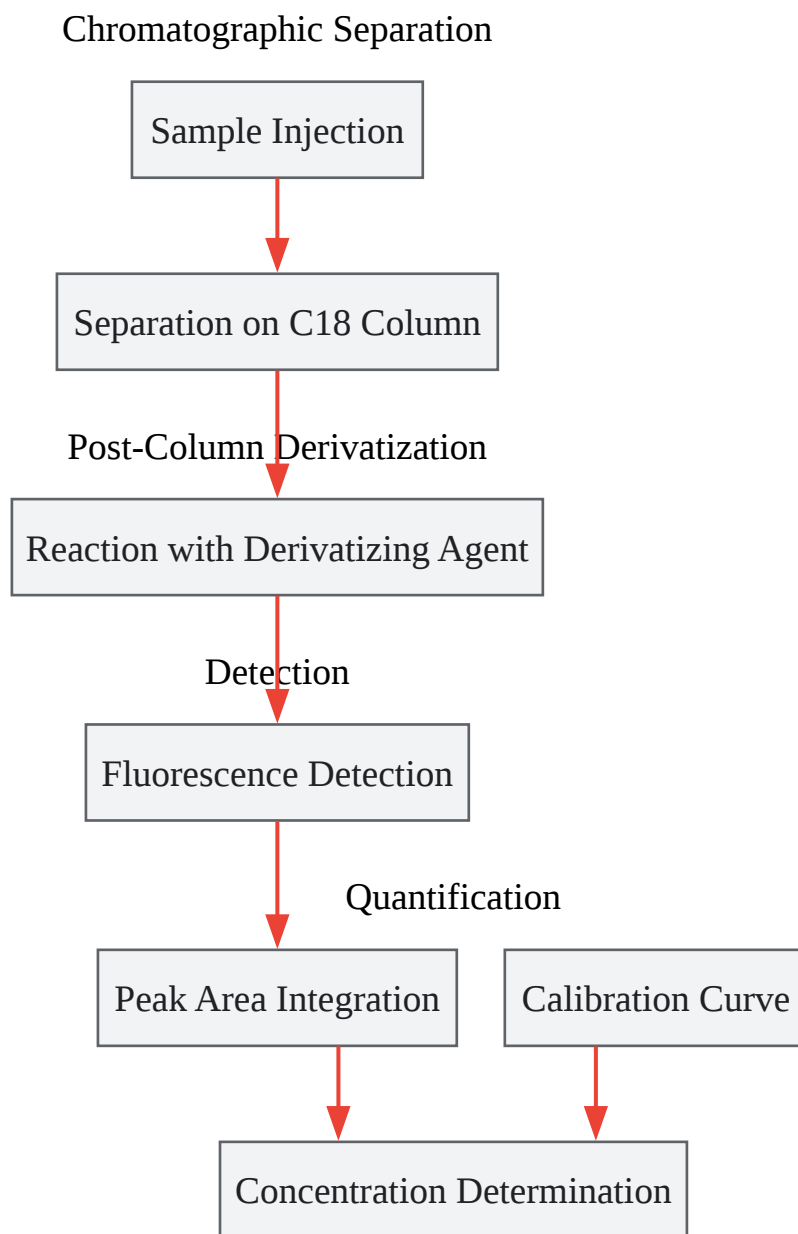 Chromatographic Separation
Sample Injection
Separation on C18 Column
Post-Column Derivatization
Reaction with Derivatizing Agent
Detection
Fluorescence Detection
Quantification
Peak Area Integration
Calibration Curve
Concentration Determination